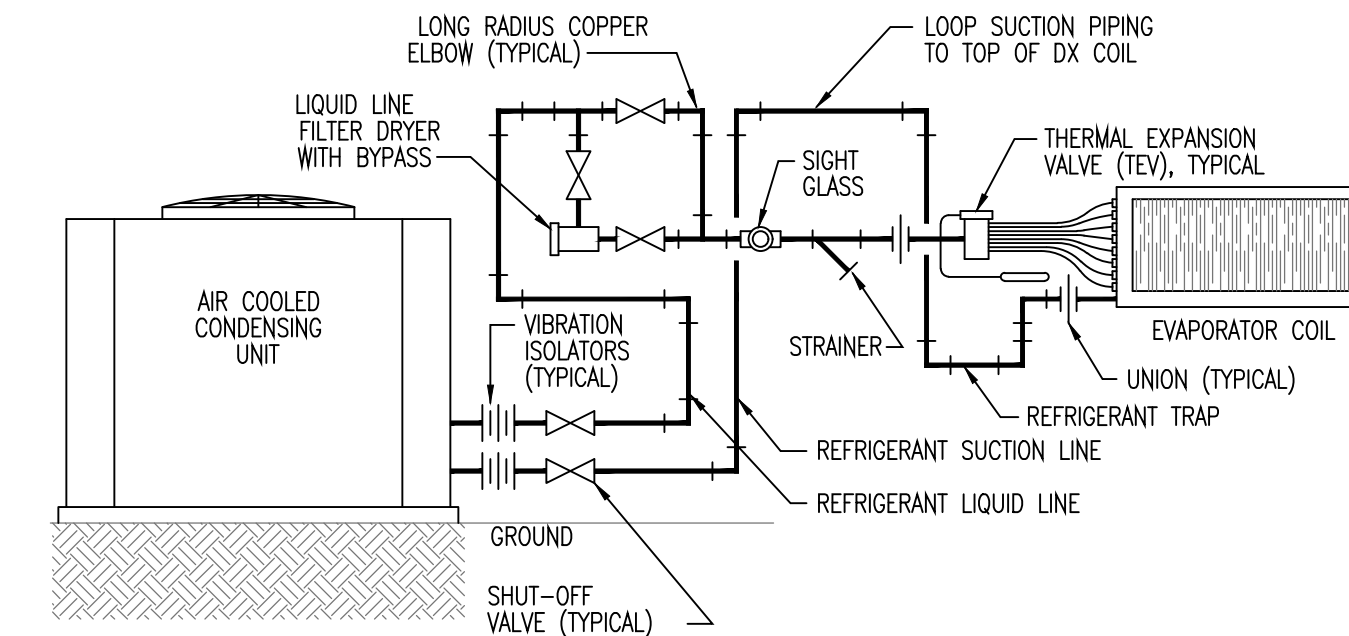 LONG RADIUS COPPER
ELBOW (TYPICAL)
LOOP SUCTION PIPING
TO TOP OF DX COIL
LIQUID LINE
FILTER DRYER
WITH BYPASS
THERMAL EXPANSION
VALVE (TEV), TYPICAL
SIGHT
GLASS
AIR COOLED
CONDENSING
UNIT
VIBRATION
ISOLATORS
(TYPICAL)
STRAINER
EVAPORATOR COIL
UNION (TYPICAL)
REFRIGERANT TRAP
REFRIGERANT SUCTION LINE
REFRIGERANT LIQUID LINE
GROUND
SHUT-OFF
VALVE (TYPICAL)